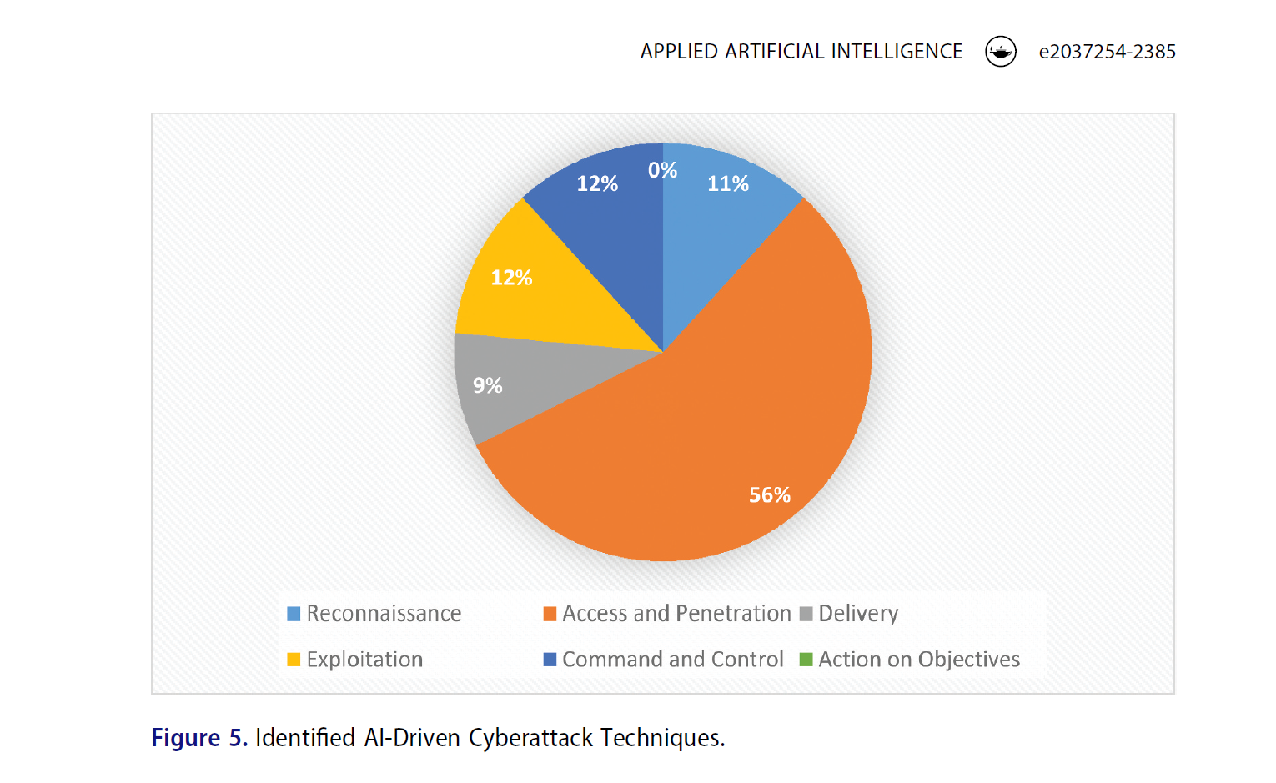 APPLIED ARTIFICIAL INTELLIGENCE e2037254-2385
0%
12% 11%
12%
9%
56%
Reconnaissance Access and Penetration Delivery
Exploitation Command and Control Action on Objectives
Figure 5. Identified AI-Driven Cyberattack Techniques.